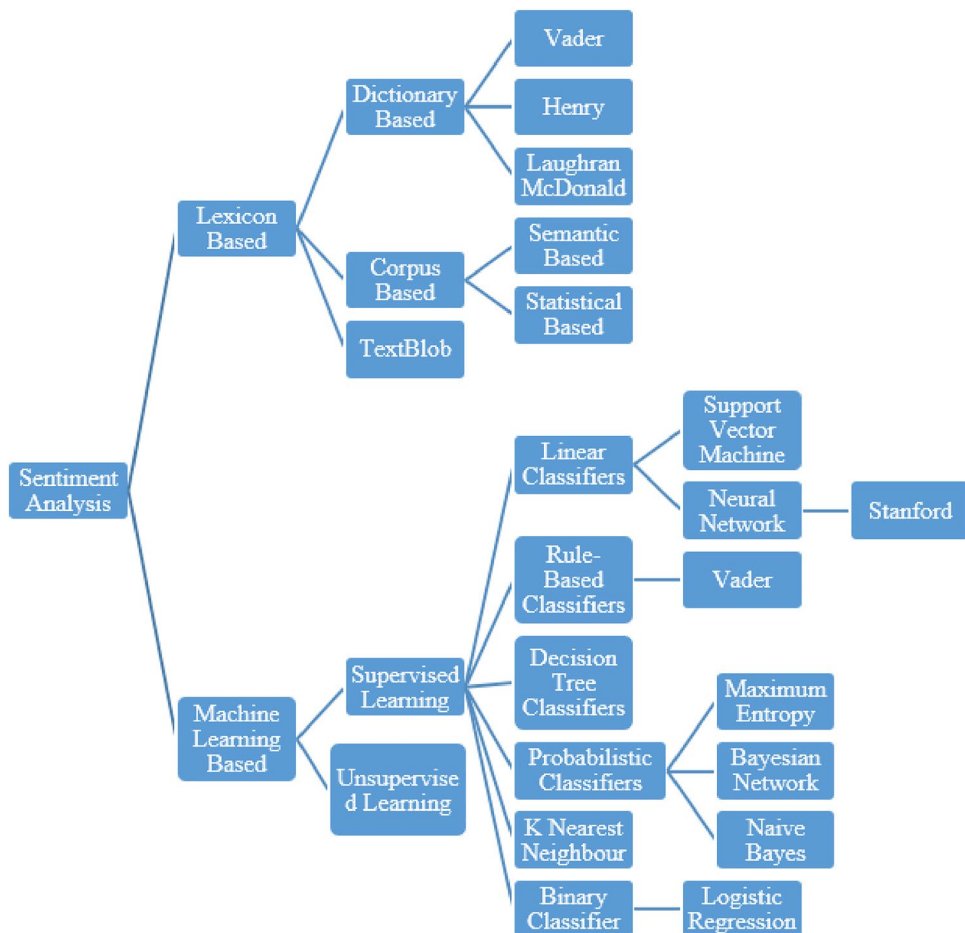 Vader
Dictionary
Based
Henry
Laughran
McDonald
Lexicon
Based
Semantic
Based
Corpus
Based
Statistical
Based
TextBlob
Sentiment
Analysis
Support
Vector
Machine
Linear
Classifiers
Neural
Network
Stanford
Rule-
Based
Classifiers
Vader
Decision
Tree
Classifiers
Supervised
Learning
Machine
Learning
Based
Maximum
Entropy
Probabilistic
Classifiers
Bayesian
Network
Unsupervise
d Learning
Naive
Bayes
K Nearest
Neighbour
Binary
Classifier
Logistic
Regression